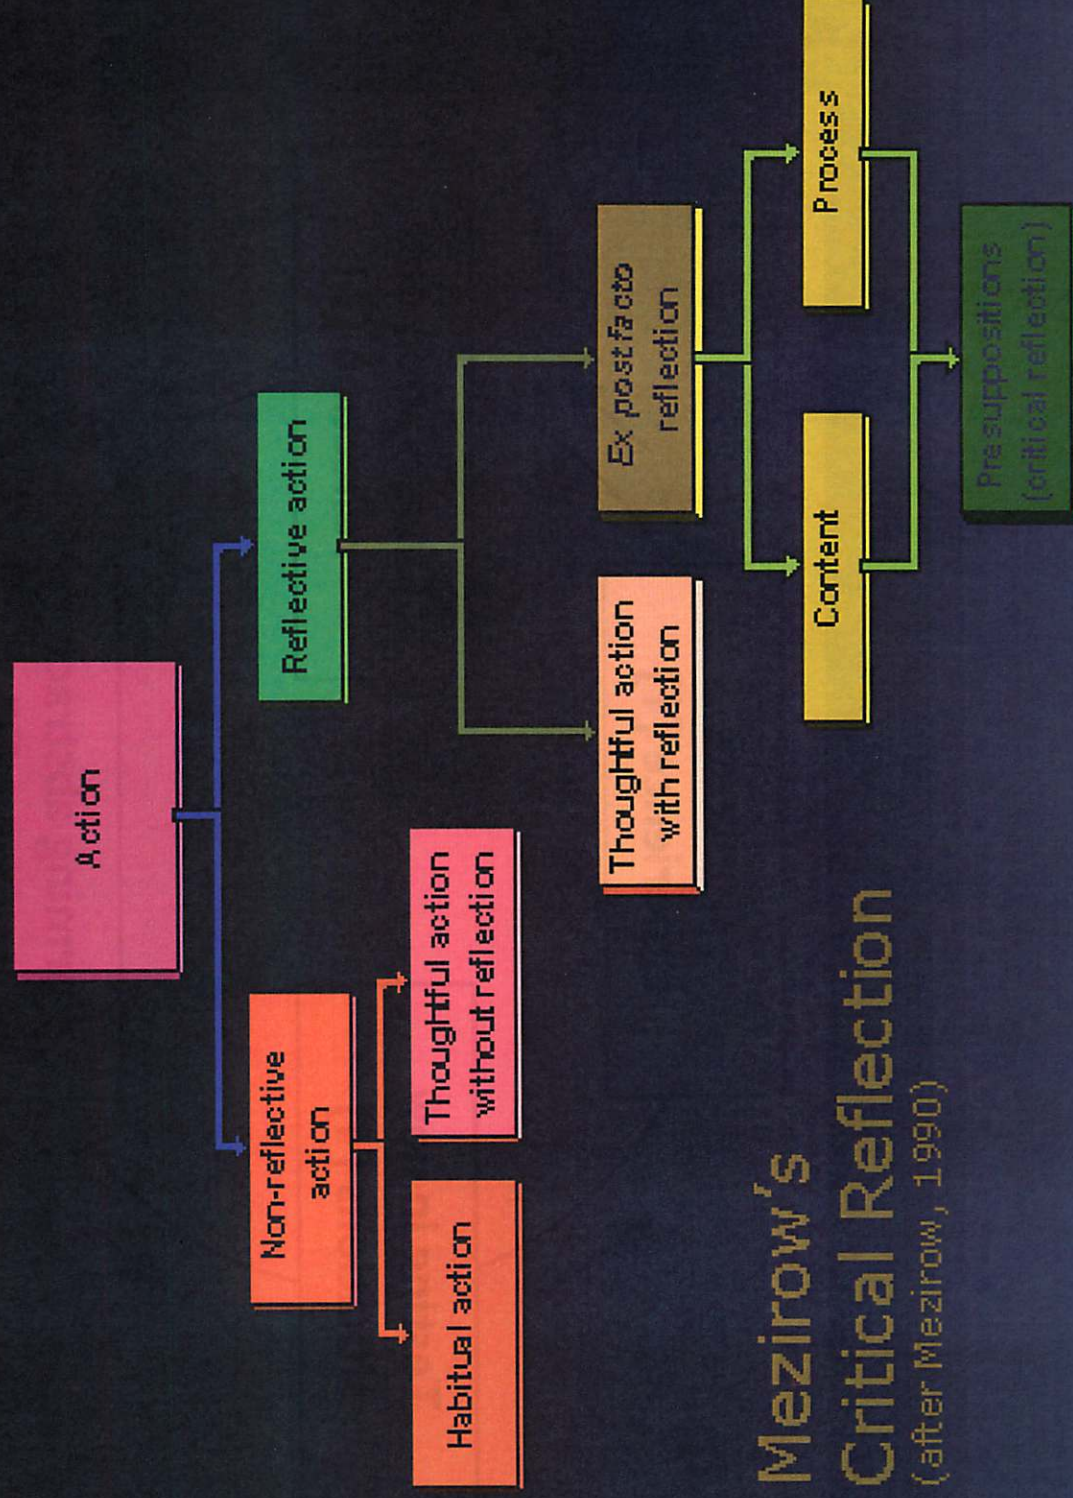 Action
Non-reflective
action
Reflective action
Habitual action
Thoughtful action
without reflection
Thoughtful action
with reflection
Ex post facto
reflection
Content
Process
Presuppositions
(critical reflection)
Mezirow's
Critical Reflection
(after Mezirow, 1990)